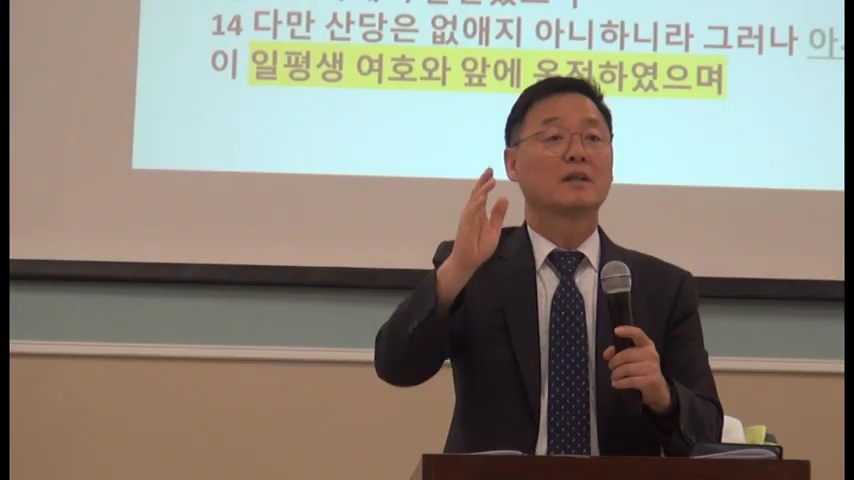 14 다만 산당은 없애지 아니하니라 그러나 아
이 일평생 여호와 앞에 온전하였으며